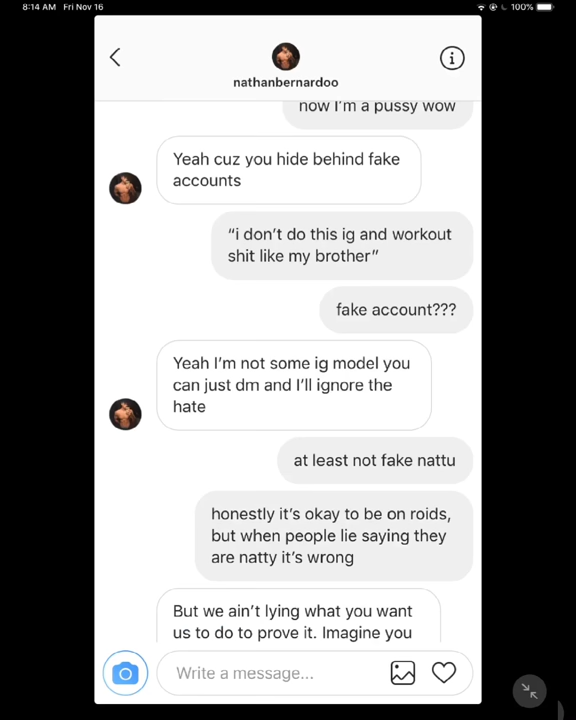 8:14 AM Fri Nov 16
100%
nathanbernardoo
now I'm a pussy wow
Yeah cuz you hide behind fake
accounts
“i don't do this ig and workout
shit like my brother”
fake account???
Yeah I'm not some ig model you
can just dm and I'll ignore the
hate
at least not fake nattu
honestly it's okay to be on roids,
but when people lie saying they
are natty it's wrong
But we ain't lying what you want
us to do to prove it. Imagine you
Write a message...